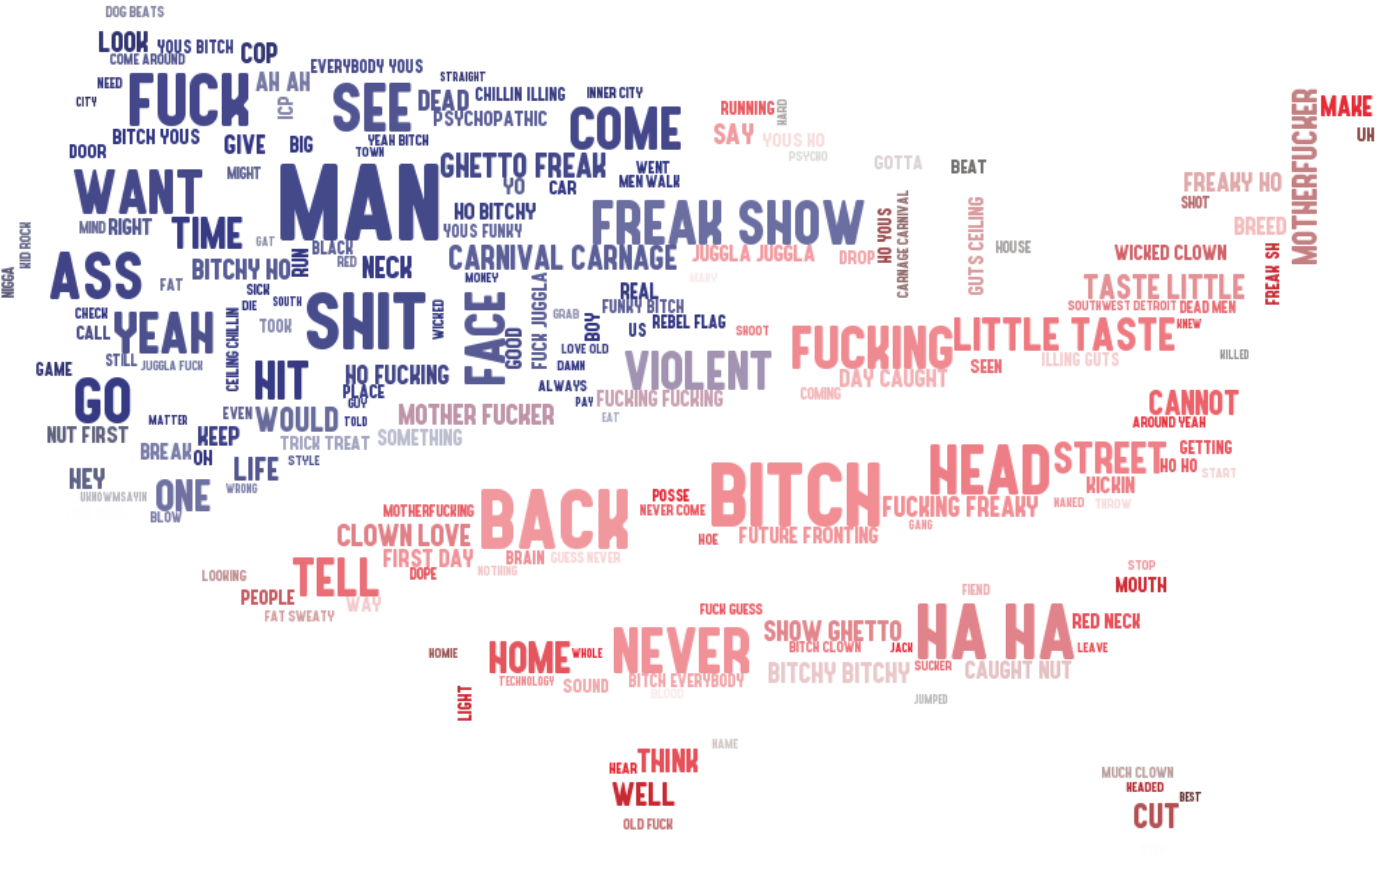 DOG BEATS
LOOK YOUS BITCH COP
COME AROUND
EVERYBODY YOUS
NEED FUCK AH AH SEE STRAIGHT
CITY ICP DEAD CHILLIN ILLING INNER CITY
PSYCHOPATHIC COME RUNNING HARD
MOTHERFUCKER MAKE
BITCH YOUS GIVE BIG YEAH BITCH SAY YOUS HO UH
DOOR TOWN PSYCHO
MIGHT MAN GHETTO FREAK WENT GOTTA BEAT
WANT YO CAR MEN WALK FREAKY HO
HO BITCHY FREAK SHOW HO YOUS CARNAGE CARNIVAL GUTS CEILING SHOT
MIND RIGHT TIME YOUS FUNKY BREED
KID ROCK GAT BLACK HOUSE
RUN RED NECK CARNIVAL CARNAGE JUGGLA JUGGLA DROP WICKED CLOWN FREAK SH
NIGGA ASS BITCHY HO MONEY MARY
FAT SICK TASTE LITTLE
DIE SOUTH SHIT WICKED FACE FUCK JUGGLA REAL
FUNKY BITCH SOUTHWEST DETROIT DEAD MEN
CHECK GRAB BOY
CALL YEAH CEILING CHILLIN TOOK GOOD US REBEL FLAG SHOOT FUCKING LITTLE TASTE KNEW
LOVE OLD KILLED
STILL JUGGLA FUCK DAMN VIOLENT SEEN ILLING GUTS
GAME HIT HO FUCKING DAY CAUGHT
GO PLACE ALWAYS COMING
GUY PAY FUCKING FUCKING CANNOT
MATTER EVEN WOULD TOLD MOTHER FUCKER EAT AROUND YEAH
NUT FIRST KEEP TRICK TREAT SOMETHING
BREAK OH HEAD STREET GETTING
HEY LIFE STYLE BITCH HO HO START
UKNOWMSAYIN ONE WRONG KICKIN
BLOW MOTHERFUCKING BACK POSSE FUCKING FREAKY NAKED THROW
NEVER COME GANG
CLOWN LOVE HOE FUTURE FRONTING
FIRST DAY BRAIN GUESS NEVER
LOOKING TELL DOPE NOTHING STOP
PEOPLE WAY FIEND MOUTH
FAT SWEATY FUCK GUESS HA HA
SHOW GHETTO RED NECK
HOMIE HOME WHOLE NEVER BITCH CLOWN JACK LEAVE
SUCKER CAUGHT NUT
TECHNOLOGY SOUND BITCH EVERYBODY BITCHY BITCHY
LIGHT BLOOD JUMPED
NAME
HEAR THINK
MUCH CLOWN
WELL HEADED
BEST
OLD FUCK CUT